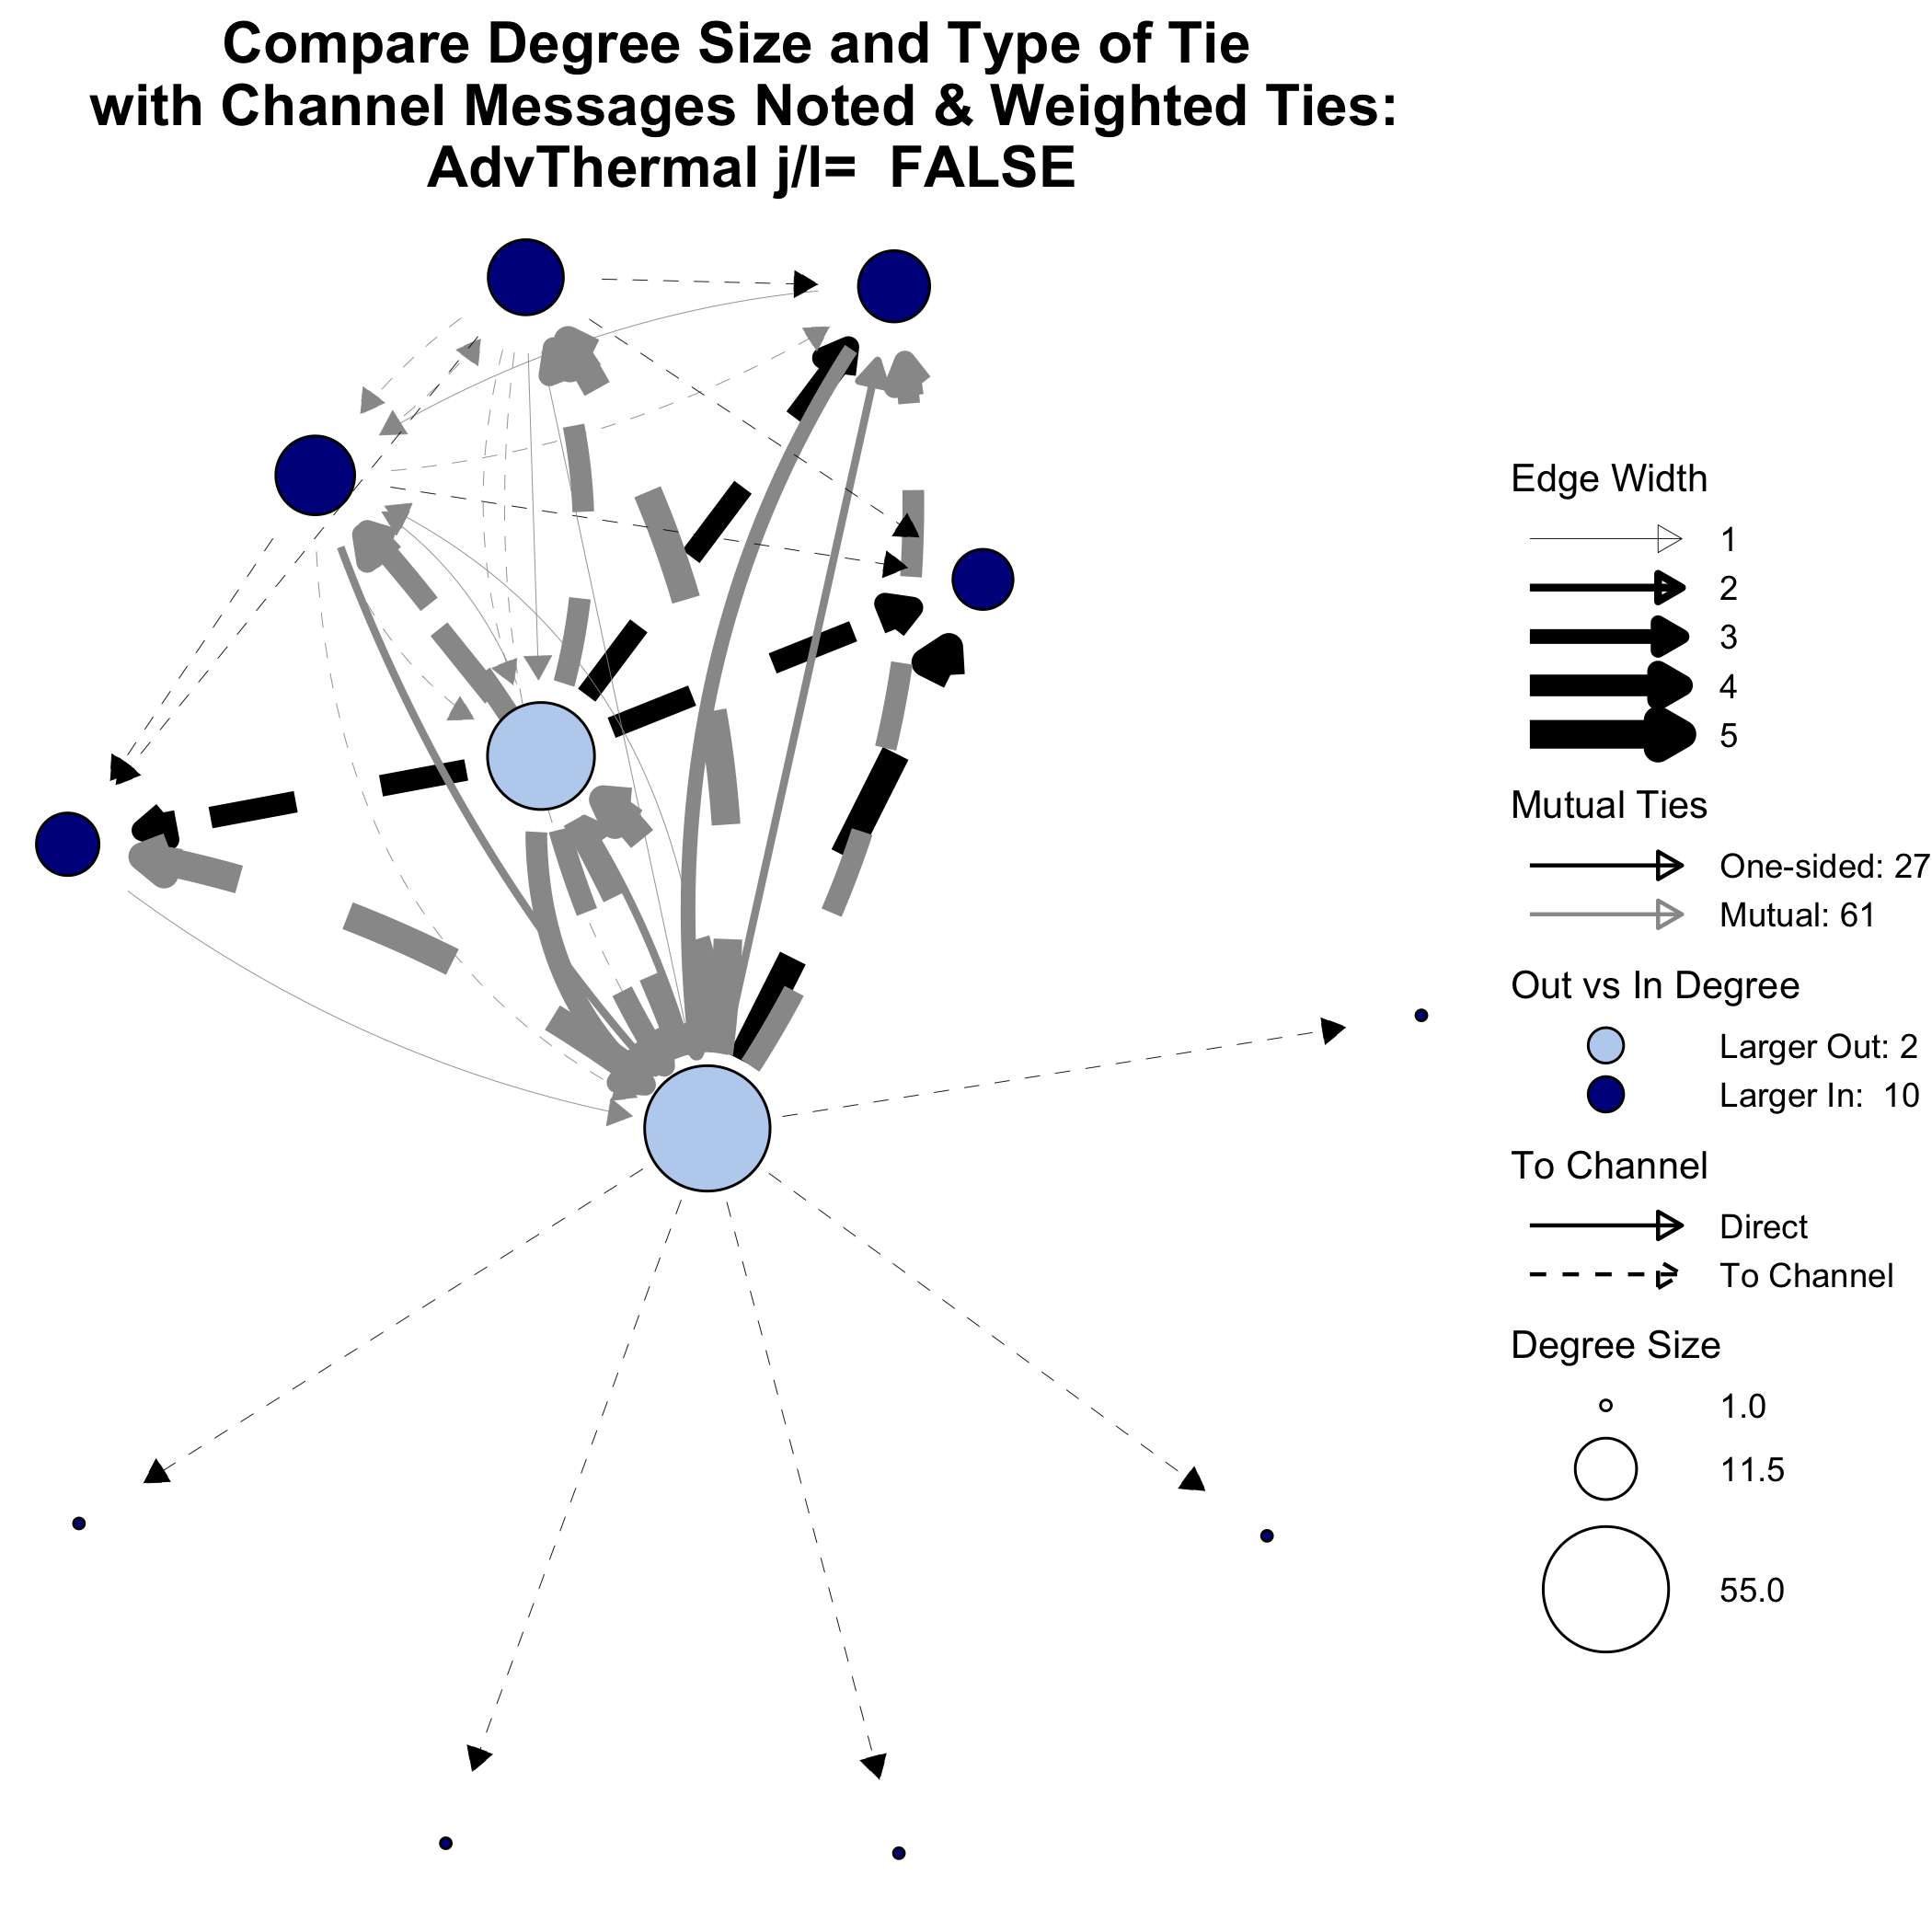 Compare Degree Size and Type of Tie
with Channel Messages Noted & Weighted Ties:
AdvThermal j/l= FALSE
Edge Width
1
2
3
4
5
Mutual Ties
One-sided: 27
Mutual: 61
Out vs In Degree
Larger Out: 2
Larger In: 10
To Channel
Direct
To Channel
Degree Size
1.0
11.5
55.0